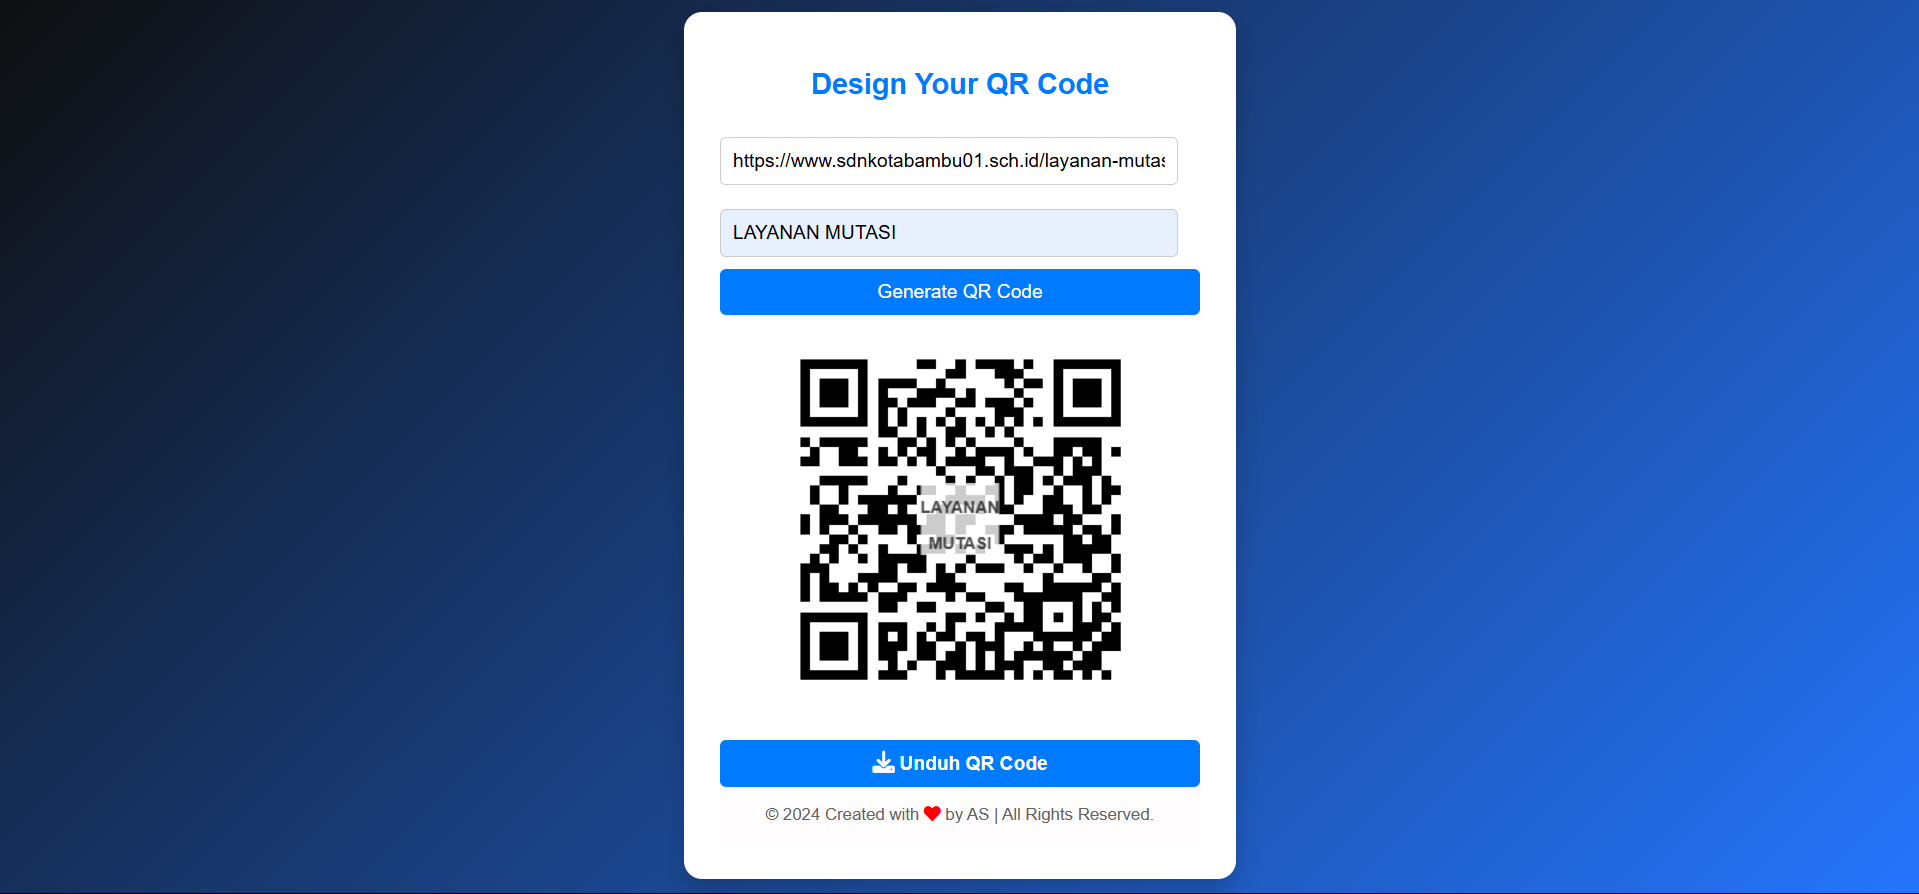 Design Your QR Code
https://www.sdnkotabambu01.sch.id/layanan-mutas
LAYANAN MUTASI
Generate QR Code
LAYANAN
MUTASI
Unduh QR Code
© 2024 Created with by AS | All Rights Reserved.